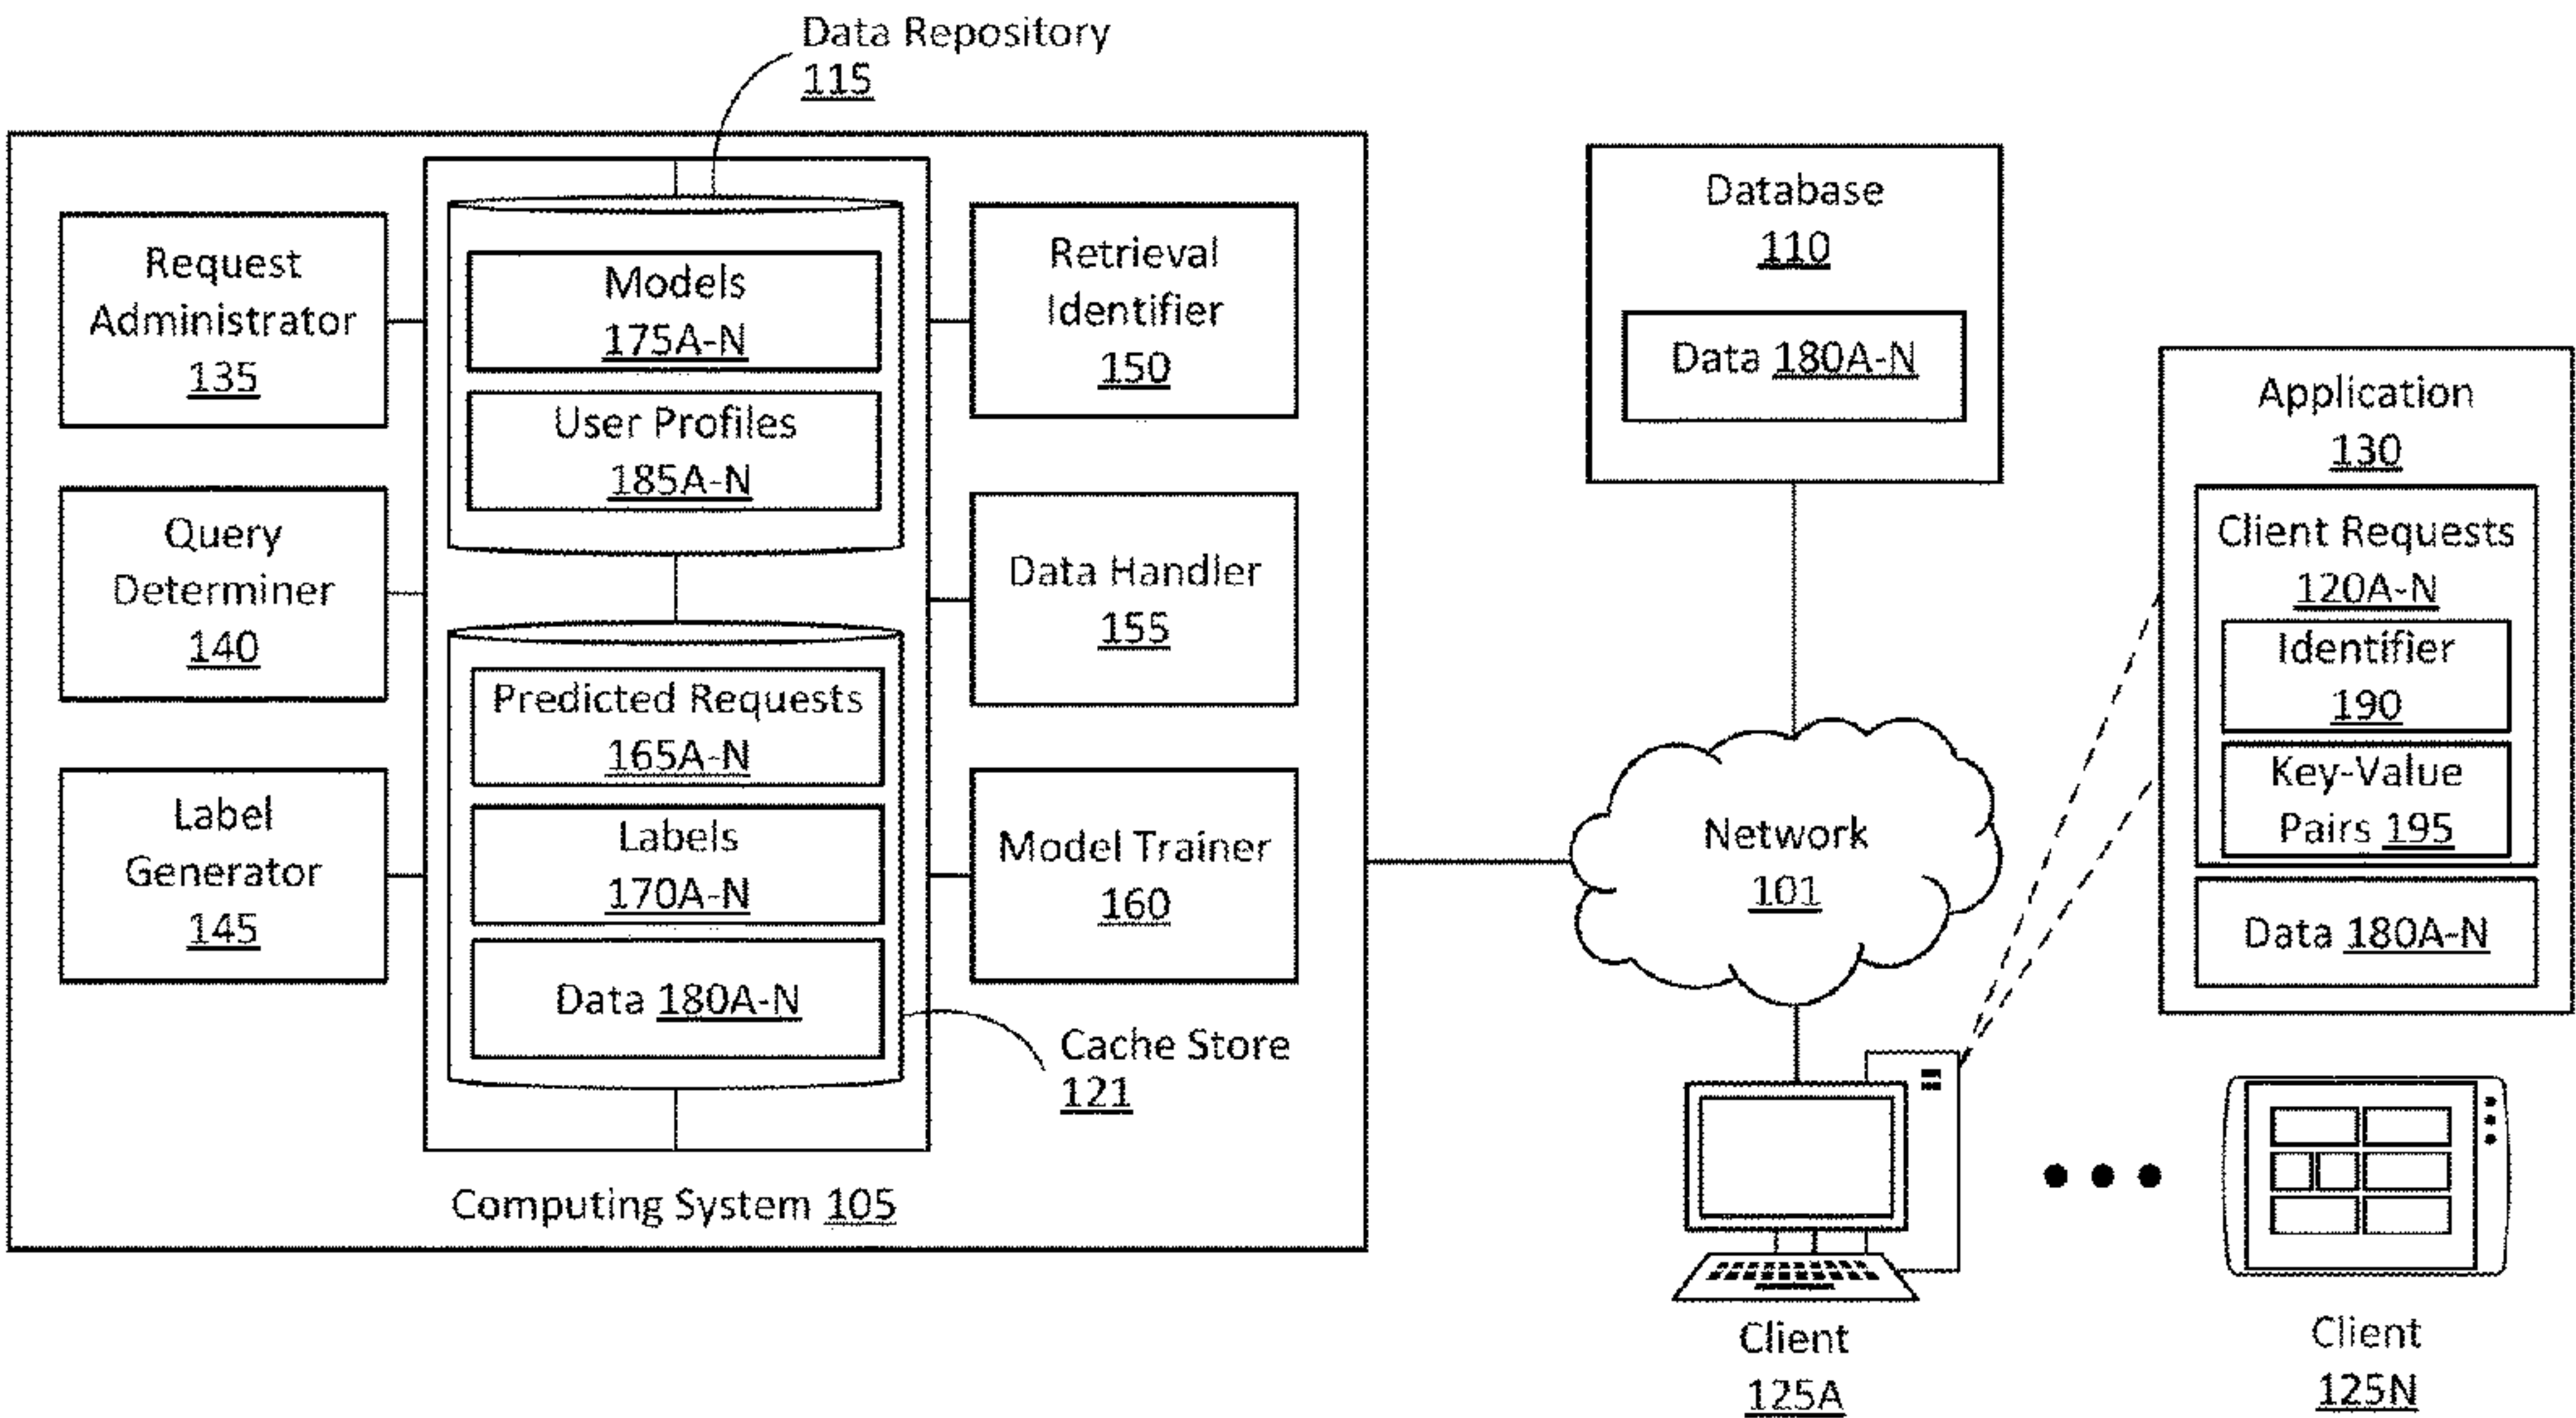 Data Repository
115
Request
Administrator
135
Query
Determiner
140
Label
Generator
145
Models
175A-N
User Profiles
185A-N
Predicted Requests
165A-N
Labels
170A-N
Data 180A-N
Retrieval
Identifier
150
Data Handler
155
Model Trainer
160
Cache Store
121
Computing System 105
Database
110
Data 180A-N
Network
101
Application
130
Client Requests
120A-N
Identifier
190
Key-Value
Pairs 195
Data 180A-N
Client
125A
Client
125N